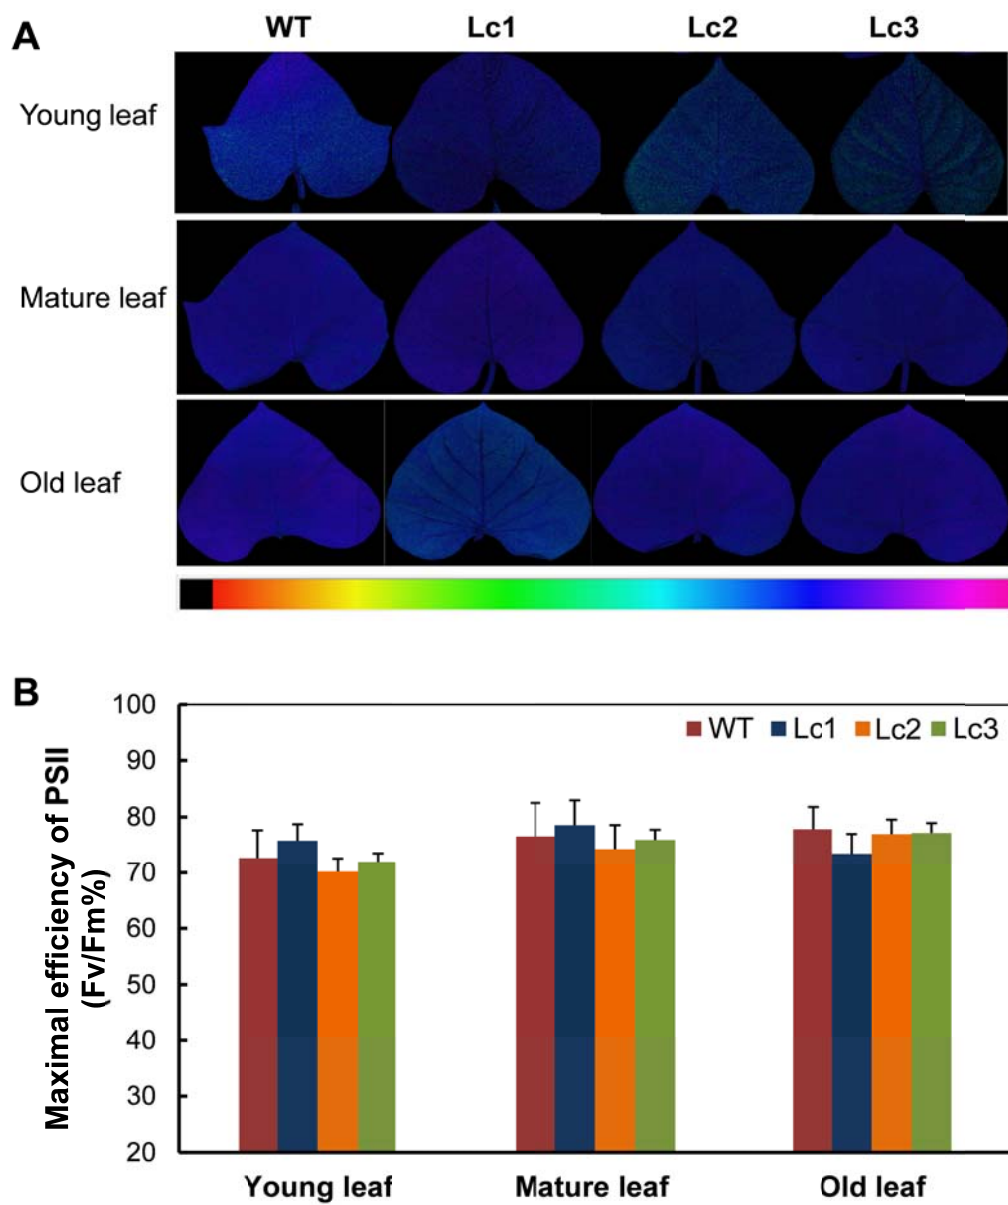 A
WT Lc1 Lc2 Lc3
Young leaf
Mature leaf
Old leaf
B
Maximal efficiency of PSII
(Fv/Fm%)
100
90
80
70
60
50
40
30
20
WT Lc1 Lc2 Lc3
Young leaf Mature leaf Old leaf